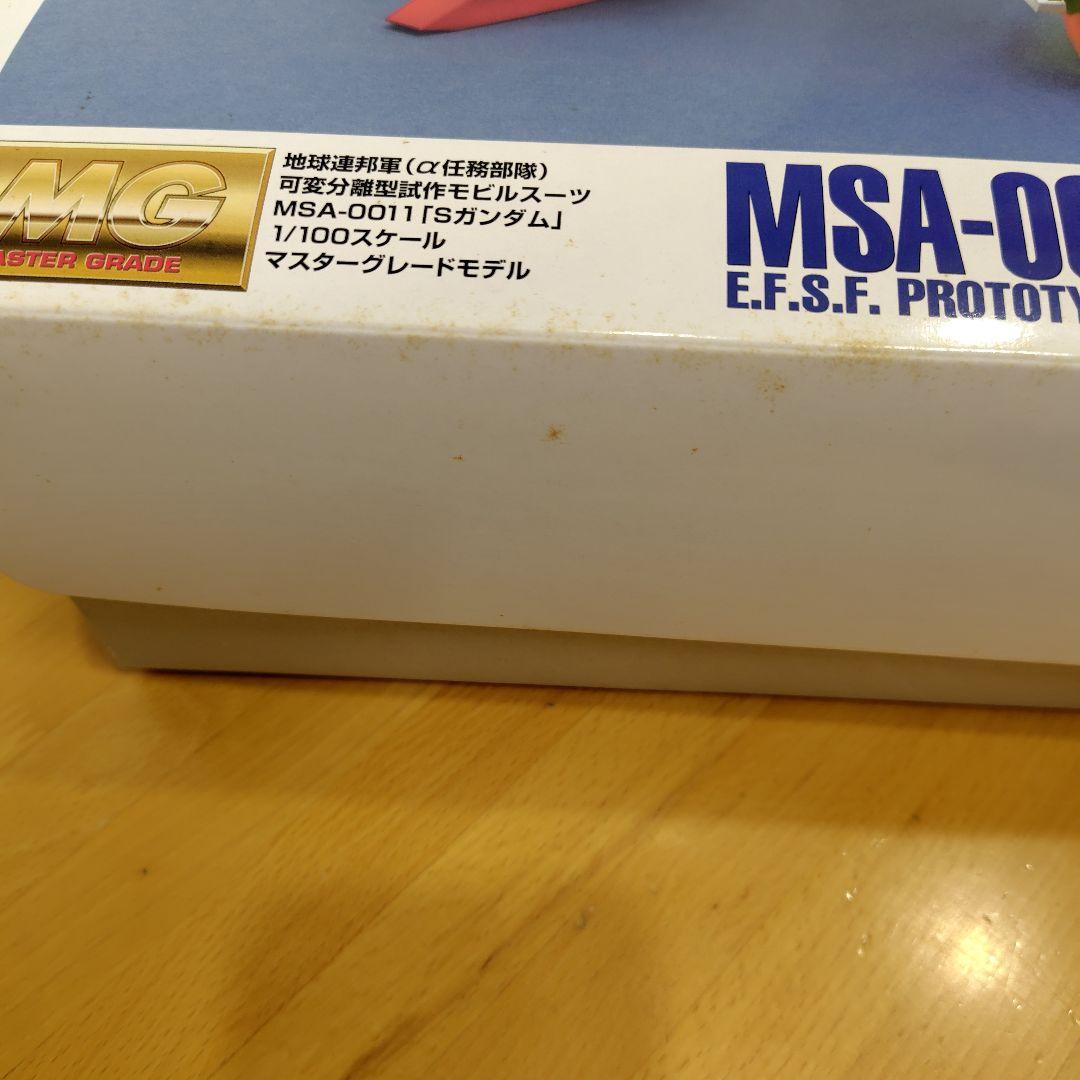 MG
ASTER GRADE
地球連邦軍(α任務部隊)
可変分離型試作モビルスーツ
MSA-0011「Sガンダム」
1/100スケール
マスターグレードモデル
MSA-00
E.F.S.F. PROTOTY